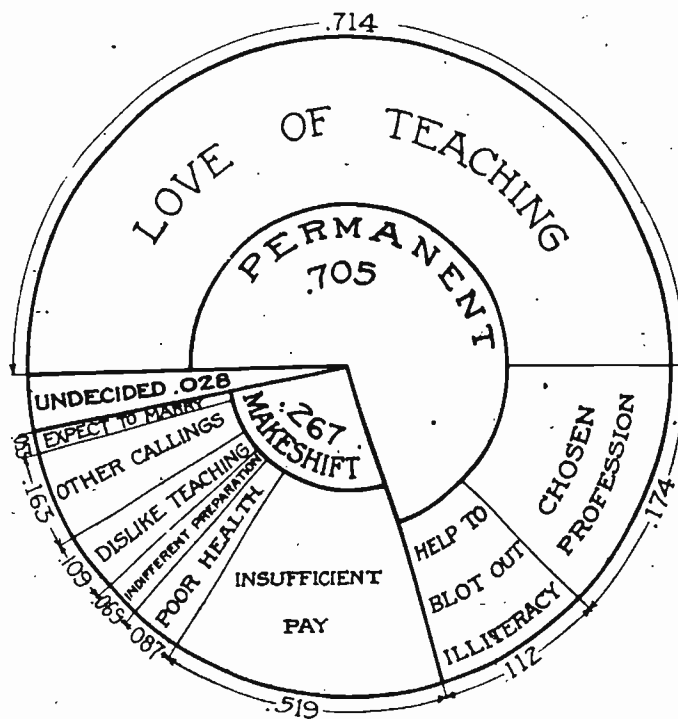 .714
LOVE OF TEACHING
PERMANENT
.705
UNDECIDED .028
EXPECT TO MARRY
OTHER CALLINGS
.163
DISLIKE TEACHING
.109
INDIFFERENT PREPARATION
.065
POOR HEALTH
.087
.267
MAKESHIFT
INSUFFICIENT
PAY
.519
HELP TO
BLOT OUT
ILLITERACY
.112
CHOSEN
PROFESSION
.174